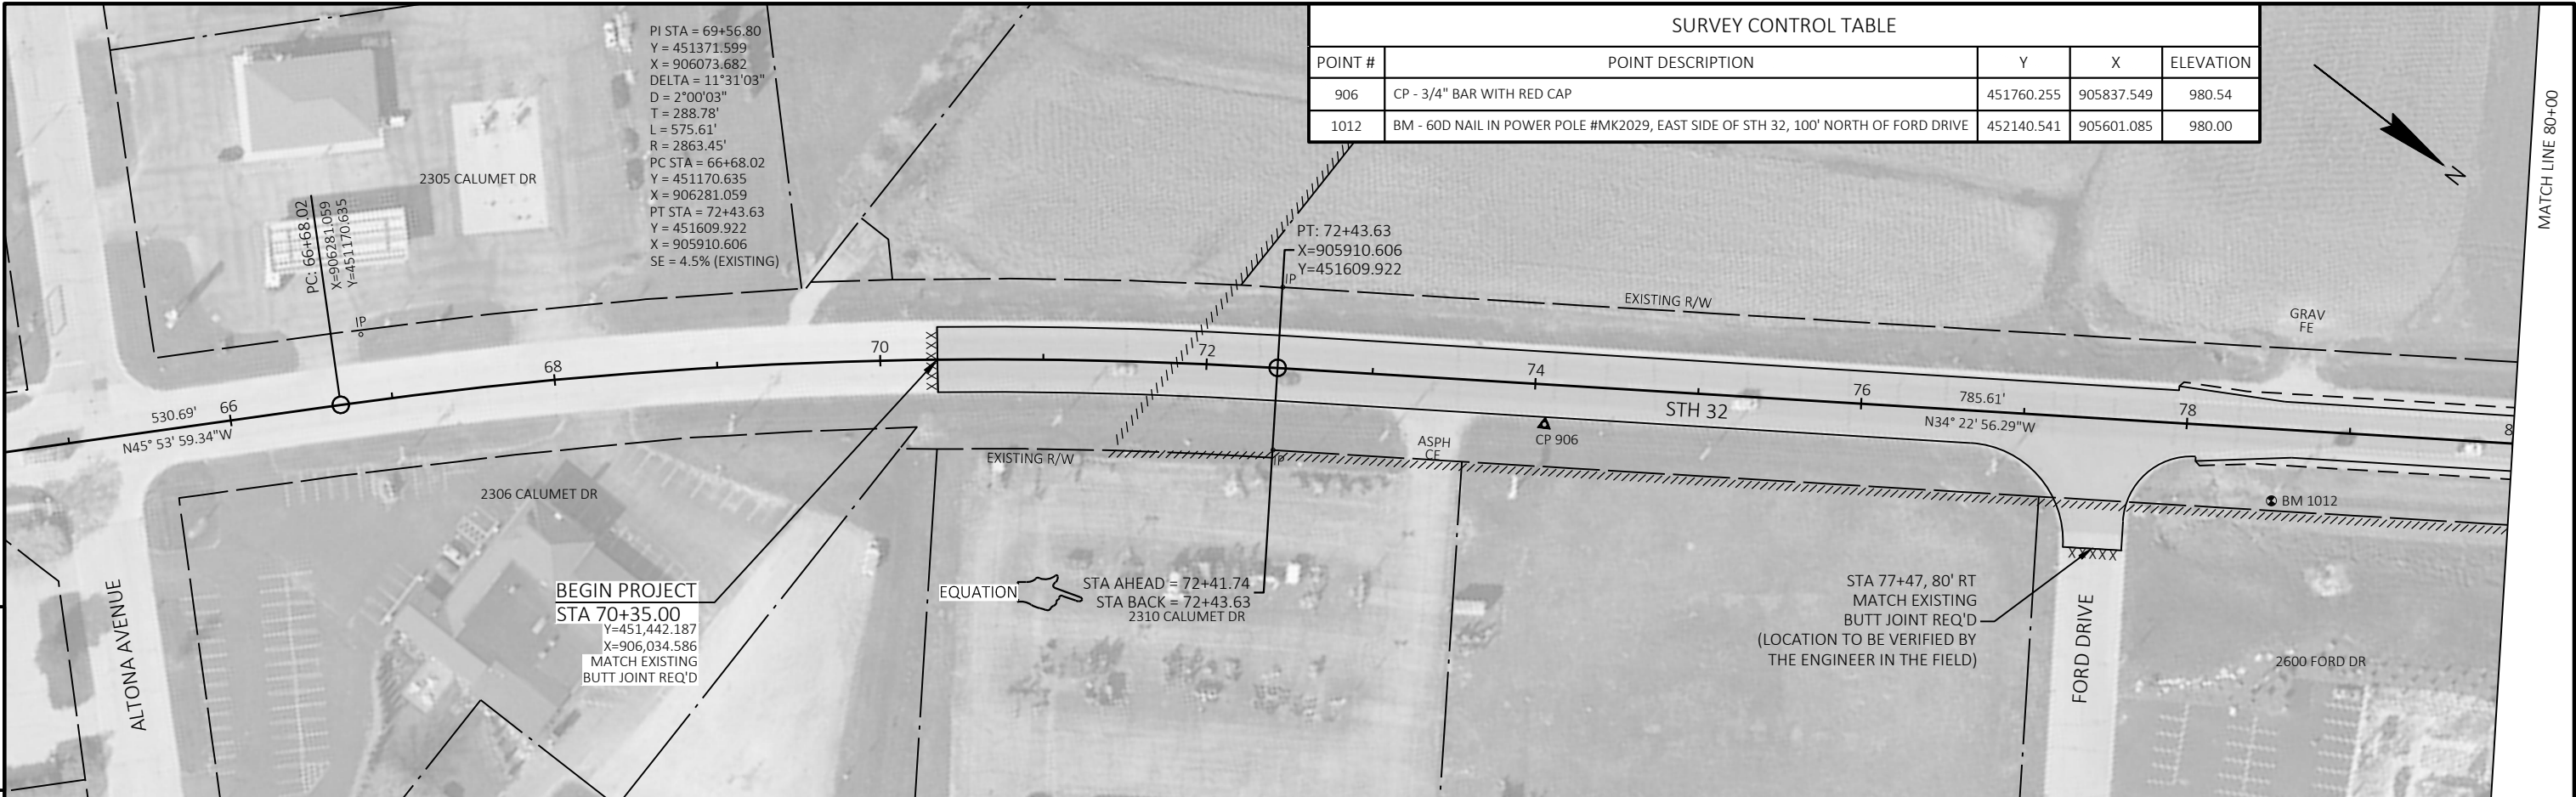 PI STA = 69+56.80
Y = 451371.599
X = 906073.682
DELTA = 11°31'03"
D = 2°00'03"
T = 288.78'
L = 575.61'
R = 2863.45'
PC STA = 66+68.02
Y = 451170.635
X = 906281.059
PT STA = 72+43.63
Y = 451609.922
X = 905910.606
SE = 4.5% (EXISTING)
SURVEY CONTROL TABLE
POINT # POINT DESCRIPTION Y X ELEVATION
906 CP - 3/4" BAR WITH RED CAP 451760.255 905837.549 980.54
1012 BM - 60D NAIL IN POWER POLE #MK2029, EAST SIDE OF STH 32, 100' NORTH OF FORD DRIVE 452140.541 905601.085 980.00
N
MATCH LINE 80+00
2305 CALUMET DR
PC: 66+68.02
X=906281.059
Y=451170.635
IP
PT: 72+43.63
X=905910.606
Y=451609.922
IP
EXISTING R/W
GRAV
FE
530.69'
N45° 53' 59.34"W
66
68
70
72
74
76
78
8
STH 32
785.61'
N34° 22' 56.29"W
CP 906
ASPH
CE
EXISTING R/W
IP
BM 1012
2306 CALUMET DR
ALTONA AVENUE
BEGIN PROJECT
STA 70+35.00
Y=451,442.187
X=906,034.586
MATCH EXISTING
BUTT JOINT REQ'D
EQUATION
STA AHEAD = 72+41.74
STA BACK = 72+43.63
2310 CALUMET DR
STA 77+47, 80' RT
MATCH EXISTING
BUTT JOINT REQ'D
(LOCATION TO BE VERIFIED BY
THE ENGINEER IN THE FIELD)
FORD DRIVE
2600 FORD DR